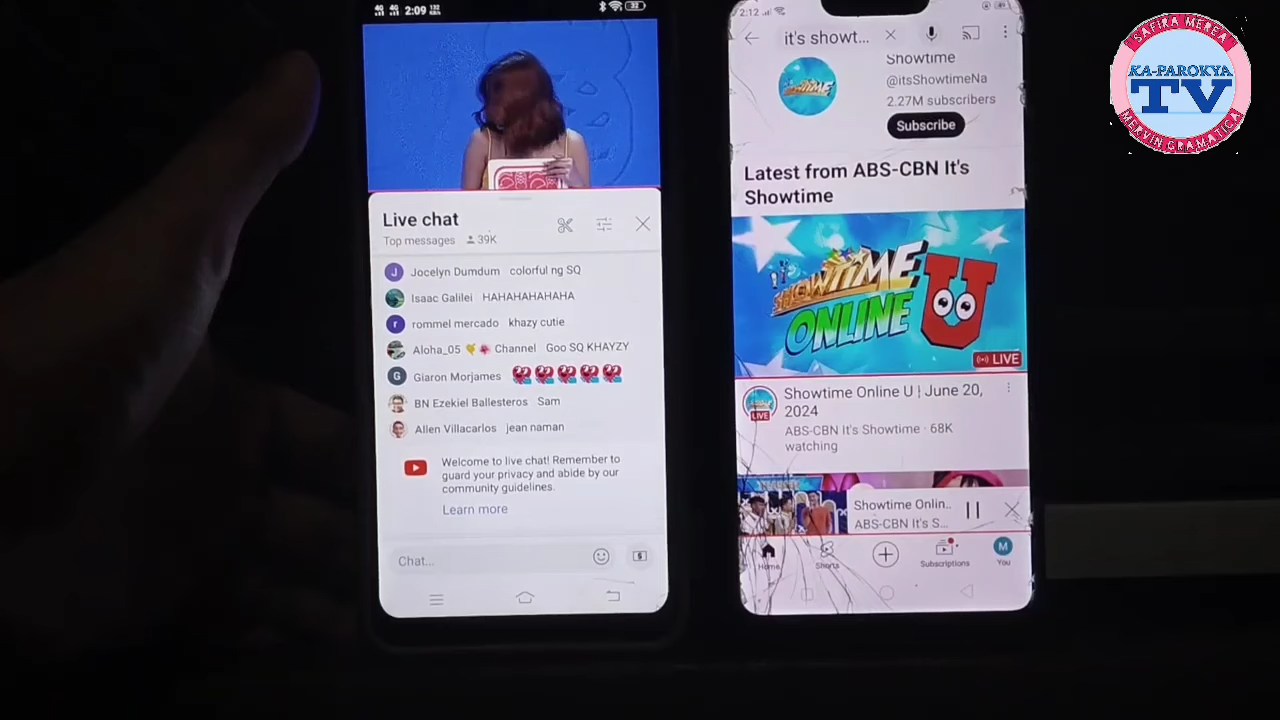 2:09
132
KB/s
32
Live chat
Top messages 39K
Jocelyn Dumdum colorful ng SQ
Isaac Galilei HAHAHAHAHAHA
rommel mercado khazy cutie
Aloha_05 Channel Goo SQ KHAYZY
Giaron Morjames
BN Ezekiel Ballesteros Sam
Allen Villacarlos jean naman
Welcome to live chat! Remember to
guard your privacy and abide by our
community guidelines.
Learn more
Chat...
2:12
it's showt...
Showtime
@itsShowtimeNa
2.27M subscribers
Subscribe
Latest from ABS-CBN It's
Showtime
SHOWTIME
ONLINE U
LIVE
Showtime Online U | June 20,
2024
LIVE
ABS-CBN It's Showtime · 68K
watching
Showtime Onlin..
ABS-CBN It's S...
Home
Shorts
Subscriptions
M
You
SAFIRA MEREA
KA-PAROKYA
TV
MERVIN GRAMATICA